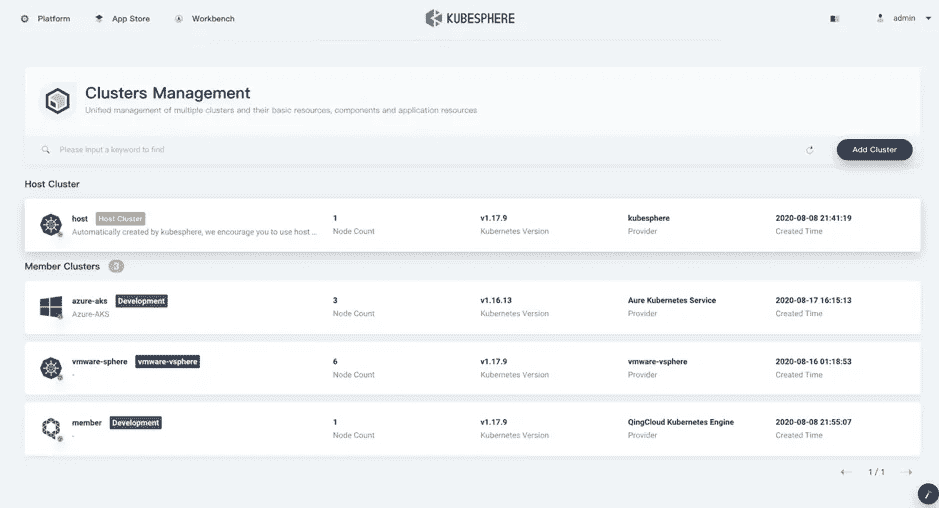 Platform App Store Workbench KUBESPHERE admin
Clusters Management
Unified management of multiple clusters and their basic resources, components and application resources
Please input a keyword to find Add Cluster
Host Cluster
host Host Cluster 1 v1.17.9 kubesphere 2020-08-08 21:41:19
Automatically created by kubesphere, we encourage you to use host ... Node Count Kubernetes Version Provider Created Time
Member Clusters 3
azure-aks Development 3 v1.16.13 Aure Kubernetes Service 2020-08-17 16:15:13
Azure-AKS Node Count Kubernetes Version Provider Created Time
vmware-sphere vmware-vsphere 6 v1.17.9 vmware-vsphere 2020-08-16 01:18:53
- Node Count Kubernetes Version Provider Created Time
member Development 1 v1.17.9 QingCloud Kubernetes Engine 2020-08-08 21:55:07
- Node Count Kubernetes Version Provider Created Time
1 / 1